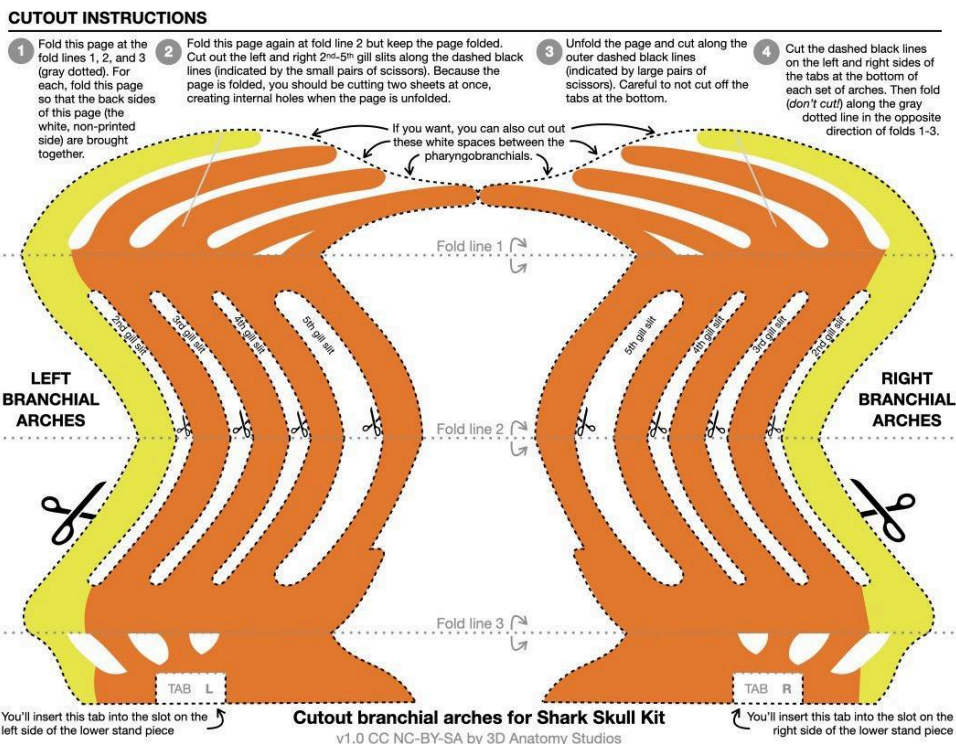 CUTOUT INSTRUCTIONS
1
Fold this page at the
fold lines 1, 2, and 3
(gray dotted). For
each, fold this page
so that the back sides
of this page (the
white, non-printed
side) are brought
together.
2
Fold this page again at fold line 2 but keep the page folded.
Cut out the left and right 2nd-5th gill slits along the dashed black
lines (indicated by the small pairs of scissors). Because the
page is folded, you should be cutting two sheets at once,
creating internal holes when the page is unfolded.
3
Unfold the page and cut along the
outer dashed black lines
(indicated by large pairs of
scissors). Careful to not cut off the
tabs at the bottom.
4
Cut the dashed black lines
on the left and right sides of
the tabs at the bottom of
each set of arches. Then fold
(don't cut!) along the gray
dotted line in the opposite
direction of folds 1-3.
If you want, you can also cut out
these white spaces between the
pharyngobranchials.
Fold line 1
2nd gill slit
3rd gill slit
4th gill slit
5th gill slit
5th gill slit
4th gill slit
3rd gill slit
2nd gill slit
LEFT
BRANCHIAL
ARCHES
RIGHT
BRANCHIAL
ARCHES
Fold line 2
Fold line 3
TAB L
TAB R
You'll insert this tab into the slot on the
left side of the lower stand piece
Cutout branchial arches for Shark Skull Kit
v1.0 CC NC-BY-SA by 3D Anatomy Studios
You'll insert this tab into the slot on the
right side of the lower stand piece